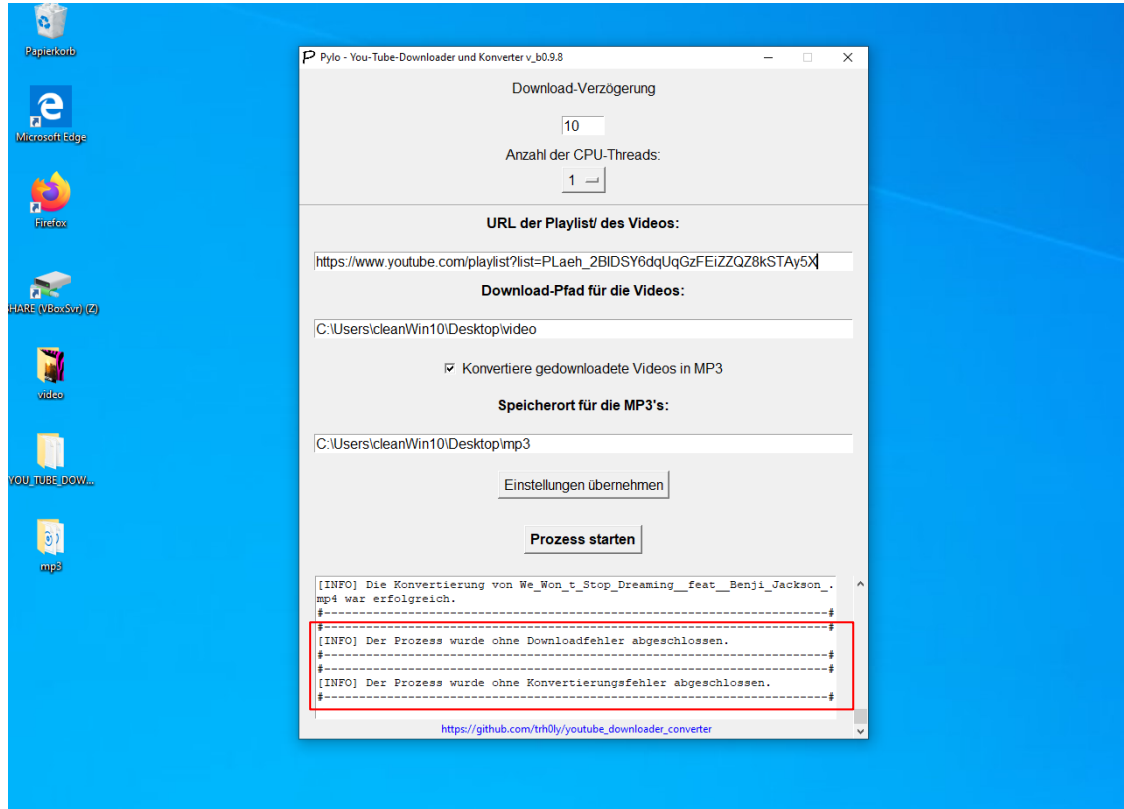 Papierkorb
Microsoft Edge
Firefox
SHARE (VBoxSvr) (Z)
video
YOU_TUBE_DOW...
mp3
Pylo - You-Tube-Downloader und Konverter v_b0.9.8
Download-Verzögerung
10
Anzahl der CPU-Threads:
1
URL der Playlist/ des Videos:
https://www.youtube.com/playlist?list=PLaeh_2BIDSY6dqUqGzFEiZZQZ8kSTAy5X
Download-Pfad für die Videos:
C:\Users\cleanWin10\Desktop\video
Konvertiere gedownloadete Videos in MP3
Speicherort für die MP3's:
C:\Users\cleanWin10\Desktop\mp3
Einstellungen übernehmen
Prozess starten
[INFO] Die Konvertierung von We_Won_t_Stop_Dreaming__feat__Benji_Jackson_.
mp4 war erfolgreich.
#----------------------------------------------------------------------#
#----------------------------------------------------------------------#
[INFO] Der Prozess wurde ohne Downloadfehler abgeschlossen.
#----------------------------------------------------------------------#
#----------------------------------------------------------------------#
[INFO] Der Prozess wurde ohne Konvertierungsfehler abgeschlossen.
#----------------------------------------------------------------------#
https://github.com/trh0ly/youtube_downloader_converter